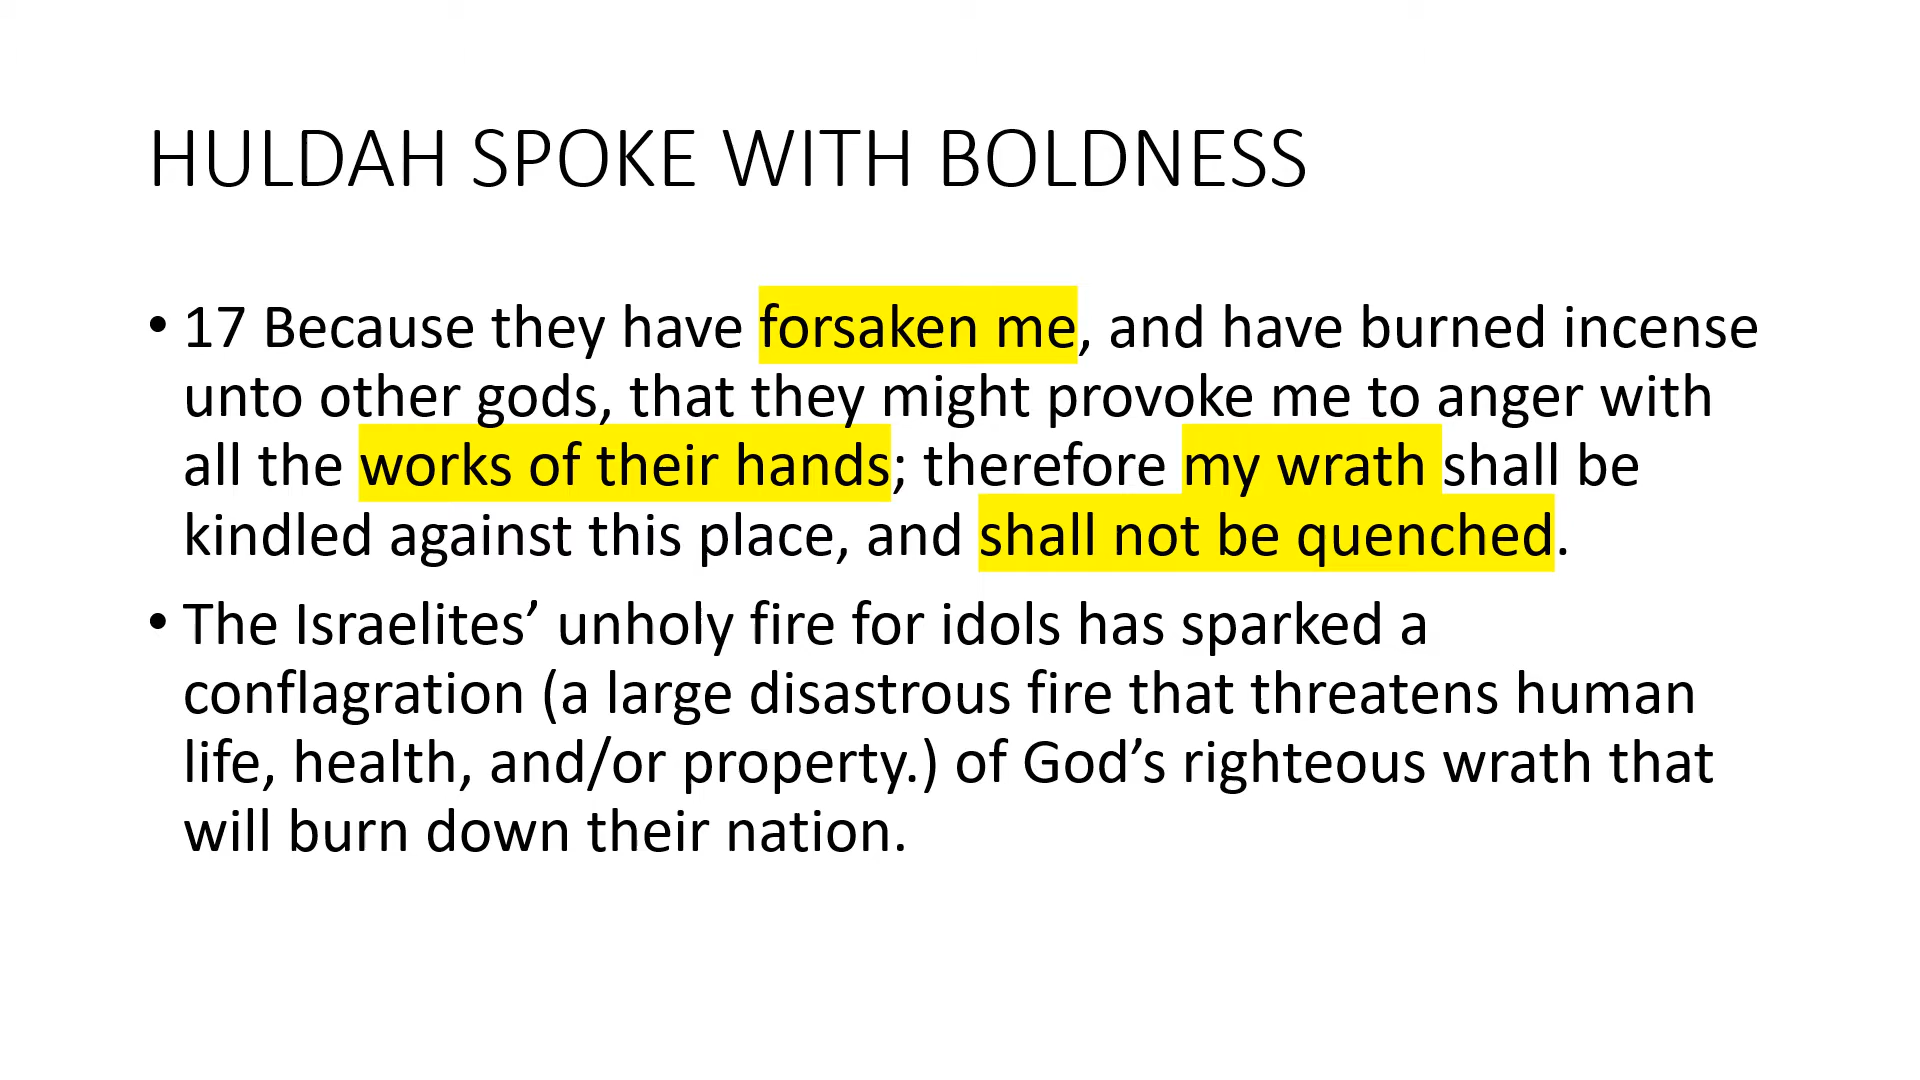 HULDAH SPOKE WITH BOLDNESS
• 17 Because they have forsaken me, and have burned incense
unto other gods, that they might provoke me to anger with
all the works of their hands; therefore my wrath shall be
kindled against this place, and shall not be quenched.
• The Israelites’ unholy fire for idols has sparked a
conflagration (a large disastrous fire that threatens human
life, health, and/or property.) of God’s righteous wrath that
will burn down their nation.